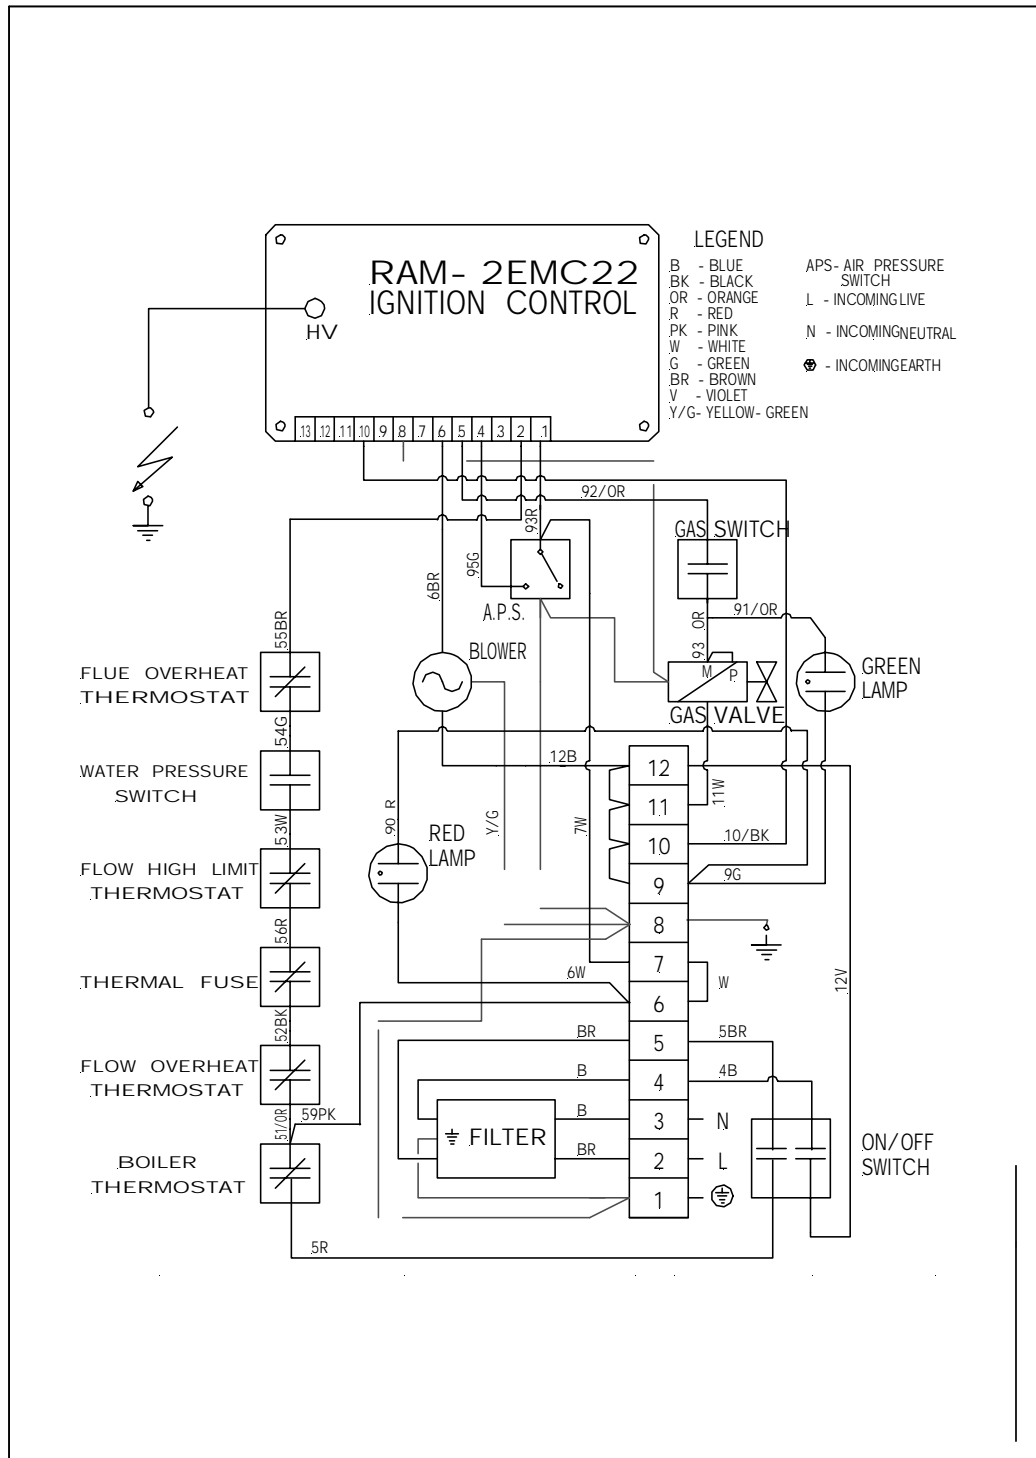 RAM- 2EMC22
IGNITION CONTROL
HV
13 12 11 10 9 8 7 6 5 4 3 2 1
LEGEND
B - BLUE
BK - BLACK
OR - ORANGE
R - RED
PK - PINK
W - WHITE
G - GREEN
BR - BROWN
V - VIOLET
Y/G- YELLOW- GREEN
APS- AIR PRESSURE
SWITCH
L - INCOMING LIVE
N - INCOMING NEUTRAL
- INCOMING EARTH
92/OR
93R
95G
6BR
55BR
GAS SWITCH
A.P.S.
91/OR
93 OR
BLOWER
M P
GAS VALVE
GREEN
LAMP
FLUE OVERHEAT
THERMOSTAT
54G
WATER PRESSURE
SWITCH
53W
FLOW HIGH LIMIT
THERMOSTAT
56R
THERMAL FUSE
52BK
FLOW OVERHEAT
THERMOSTAT
51/OR
59PK
BOILER
THERMOSTAT
5R
90 R
RED
LAMP
Y/G
7W
12B
12
11
10
9
8
7
6
5
4
3
2
1
11W
10/BK
9G
W
6W
12V
BR
5BR
B
4B
B
N
BR
L
FILTER
ON/OFF
SWITCH